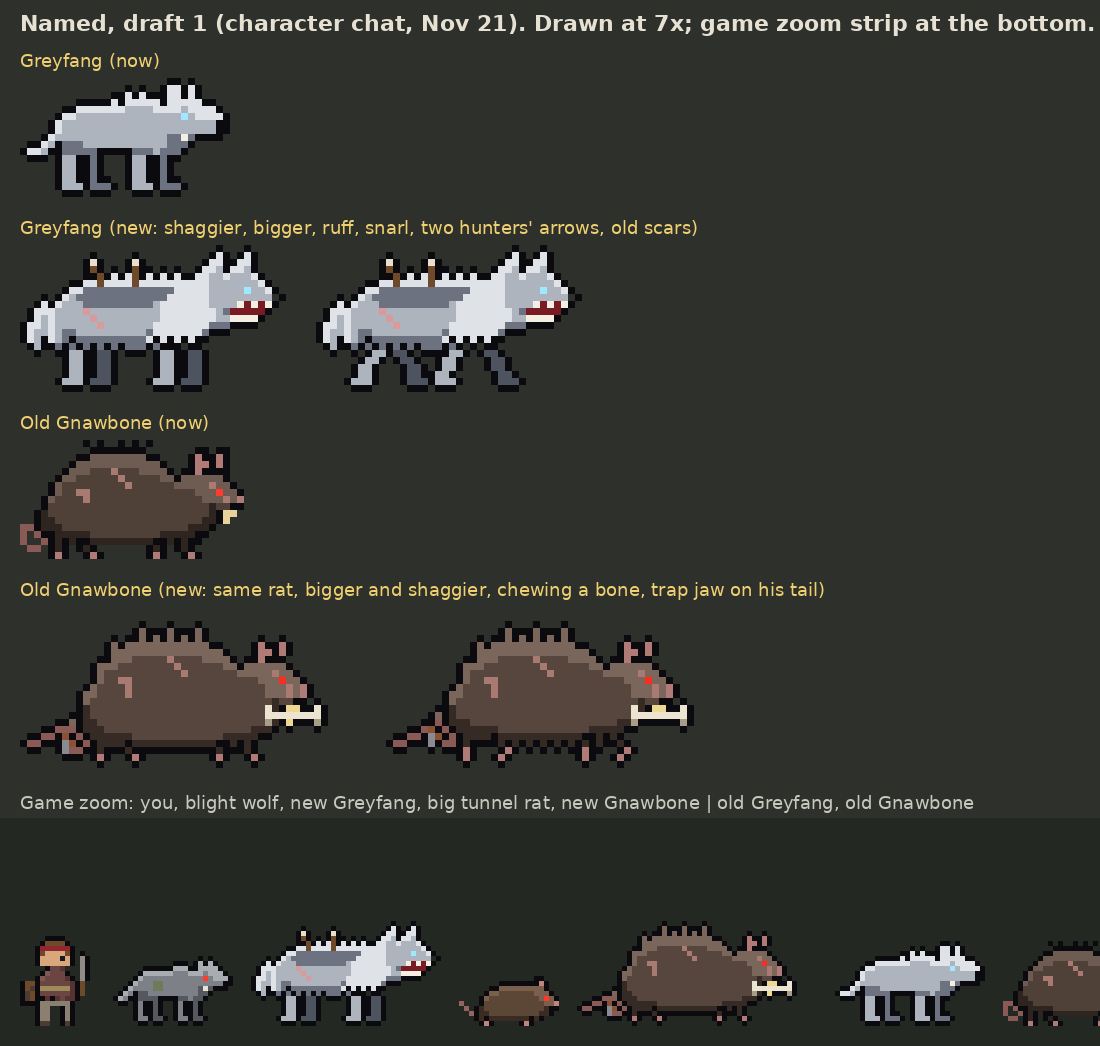 Named, draft 1 (character chat, Nov 21). Drawn at 7x; game zoom strip at the bottom.
Greyfang (now)
Greyfang (new: shaggier, bigger, ruff, snarl, two hunters' arrows, old scars)
Old Gnawbone (now)
Old Gnawbone (new: same rat, bigger and shaggier, chewing a bone, trap jaw on his tail)
Game zoom: you, blight wolf, new Greyfang, big tunnel rat, new Gnawbone | old Greyfang, old Gnawbone